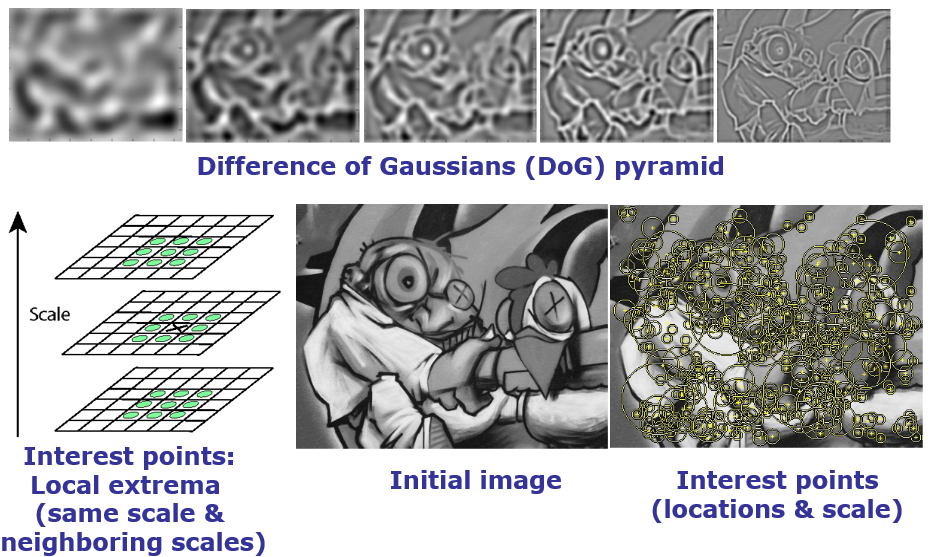 Difference of Gaussians (DoG) pyramid
Scale
Interest points:
Local extrema
(same scale &
neighboring scales)
Initial image
Interest points
(locations & scale)